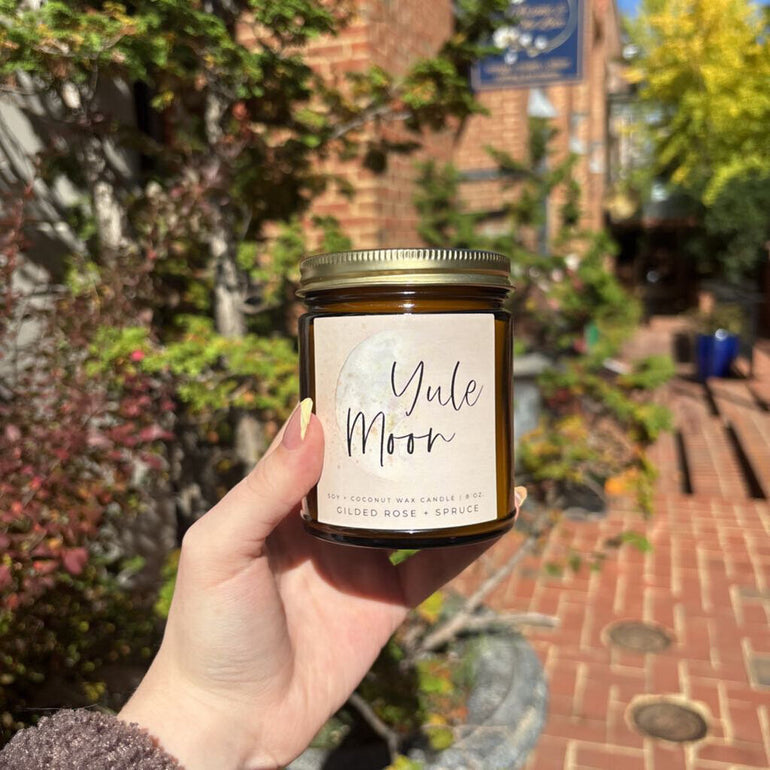 Yule
Moon
SOY + COCONUT WAX CANDLE | 8 OZ.
GILDED ROSE + SPRUCE